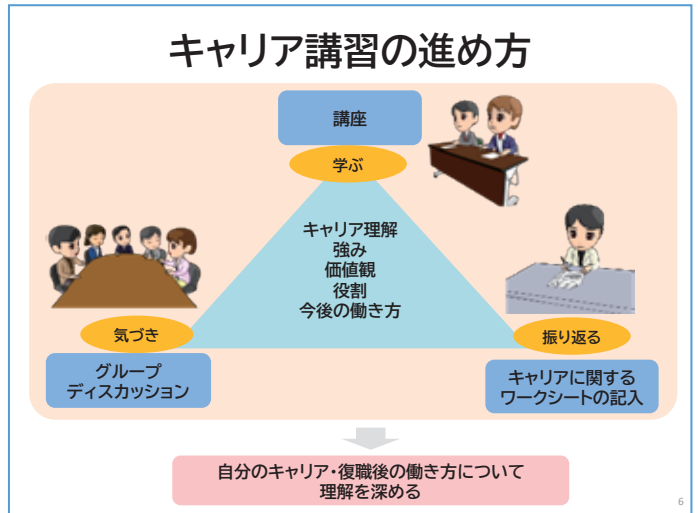 キャリア講習の進め方
講座
学ぶ
キャリア理解
強み
価値観
役割
今後の働き方
気づき
グループ
ディスカッション
振り返る
キャリアに関する
ワークシートの記入
自分のキャリア・復職後の働き方について
理解を深める
6